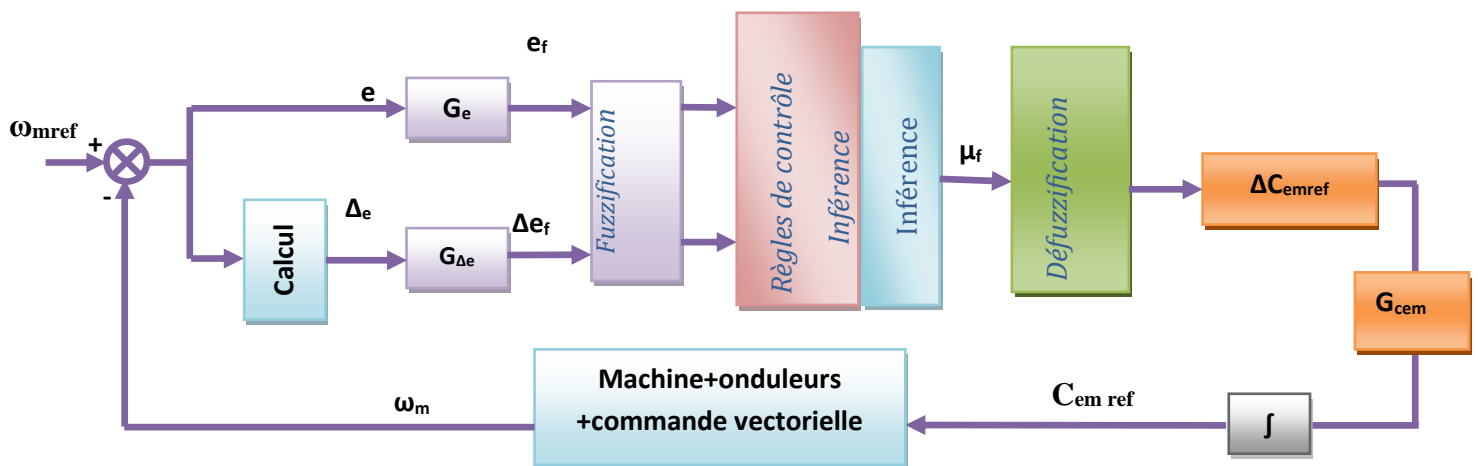 ωmref
+
-
e
Ge
ef
Δe
Calcul
GΔe
Δef
Fuzzification
Règles de contrôle
Inférence
Inférence
μf
Défuzzification
ΔCemref
Gcem
∫
Cem ref
Machine+onduleurs
+commande vectorielle
ωm